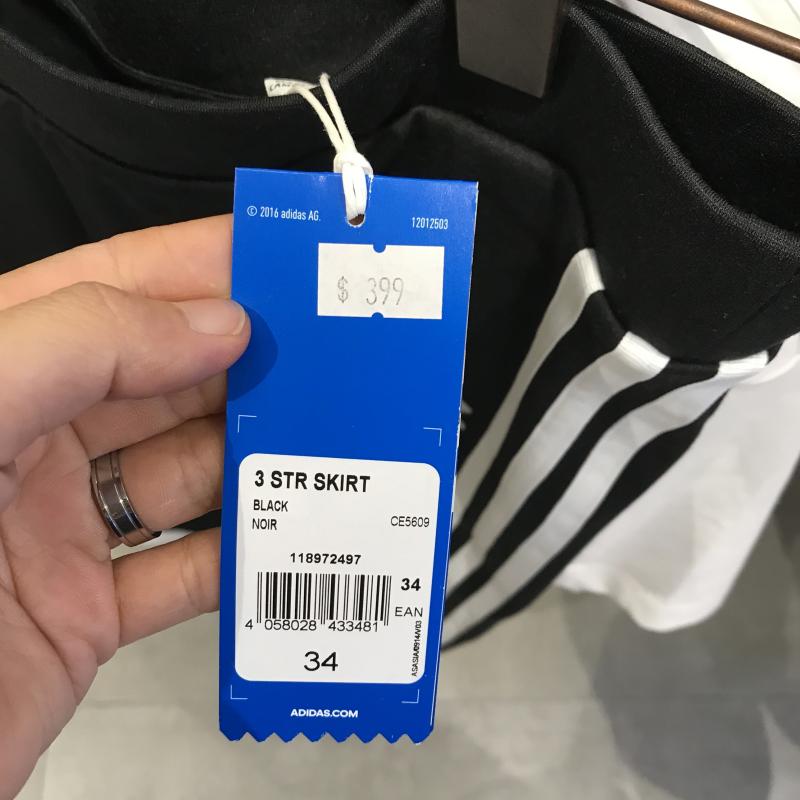 © 2016 adidas AG.
12012503
$ 399
3 STR SKIRT
BLACK
NOIR
CE5609
118972497
34
EAN
4 058028 433481
34
ADIDAS.COM